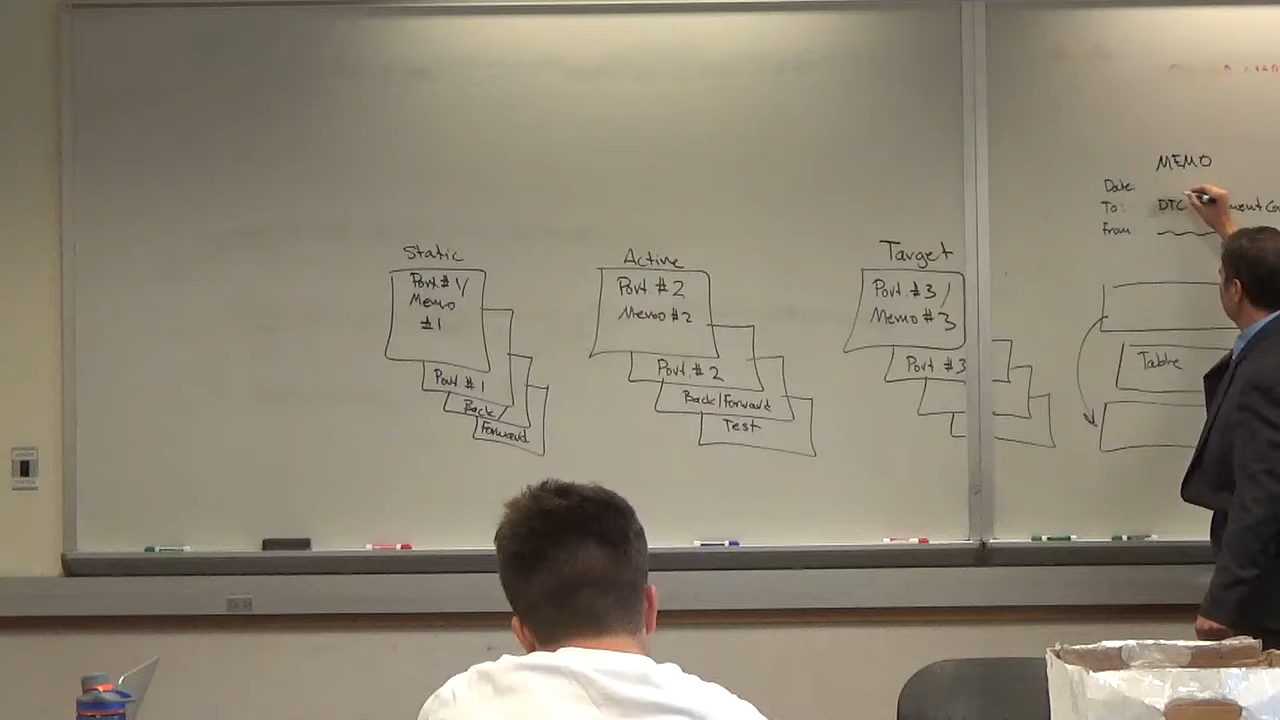 Static
Port. #1/
Memo
#1
Port #1
Back/
Forward
Active
Port. #2
Memo #2
Port. #2
Back/Forward
Test
Target
Port. #3/
Memo #3
Port #3
MEMO
Date
To: DTC
From
Table